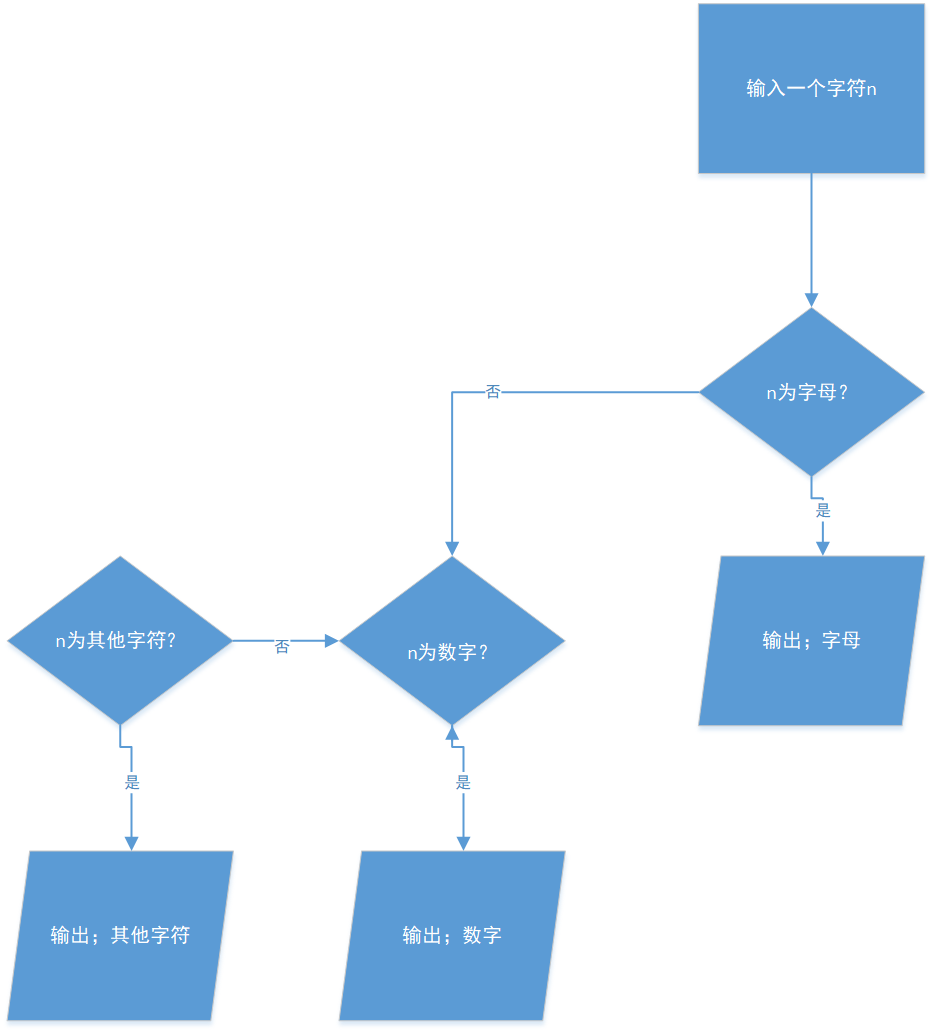 输入一个字符n
n为字母？
否
是
输出；字母
n为其他字符？
否
n为数字？
是
是
输出；其他字符
输出；数字